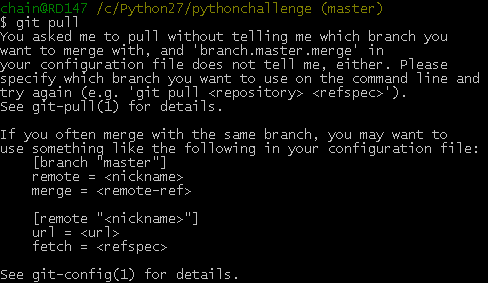 chain@RD147 /c/Python27/pythonchallenge (master)
$ git pull
You asked me to pull without telling me which branch you
want to merge with, and 'branch.master.merge' in
your configuration file does not tell me, either. Please
specify which branch you want to use on the command line and
try again (e.g. 'git pull <repository> <refspec>').
See git-pull(1) for details.

If you often merge with the same branch, you may want to
use something like the following in your configuration file:
    [branch "master"]
    remote = <nickname>
    merge = <remote-ref>

    [remote "<nickname>"]
    url = <url>
    fetch = <refspec>

See git-config(1) for details.